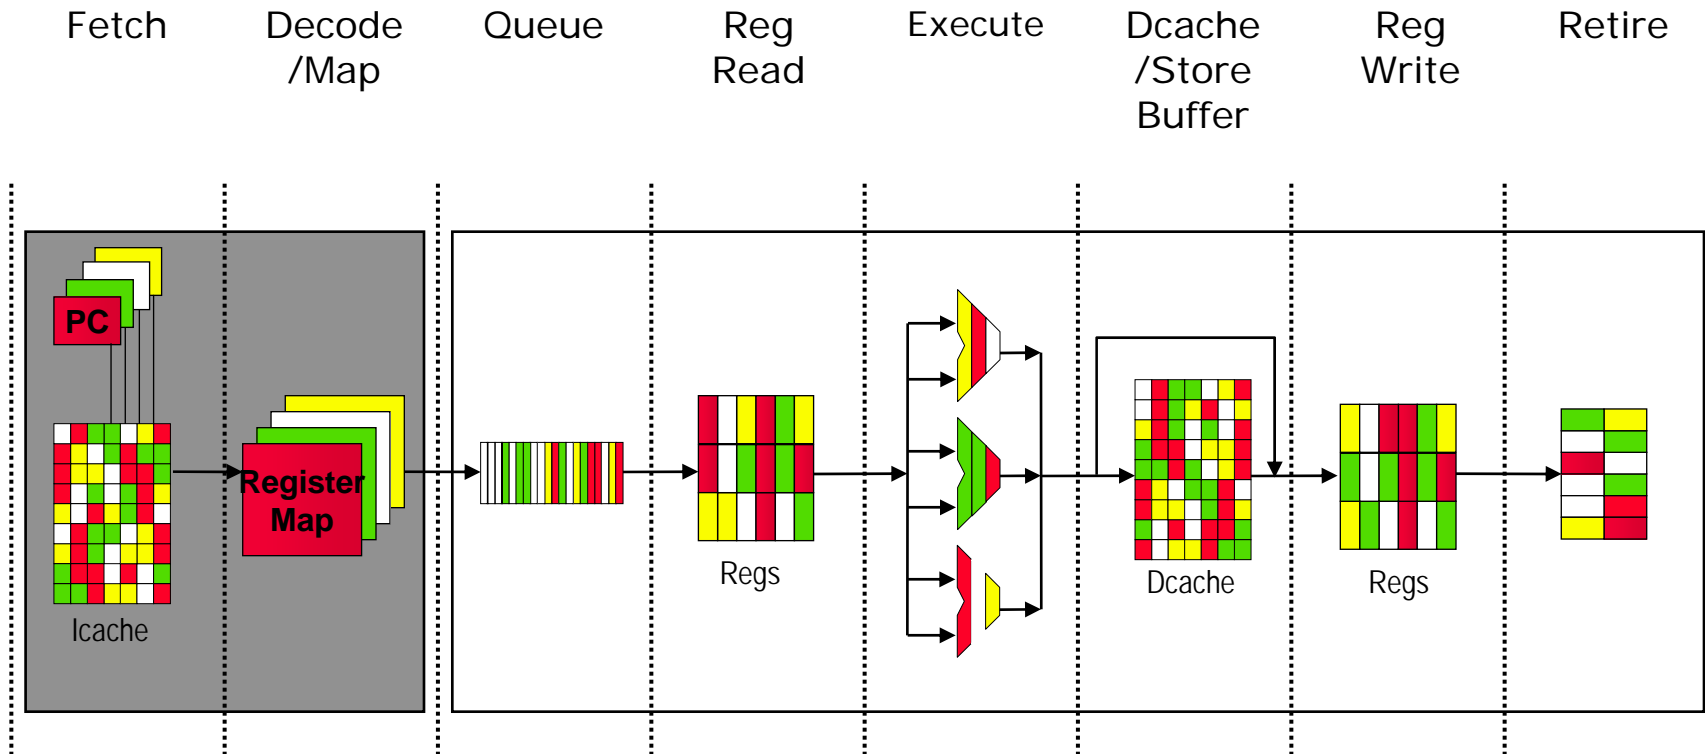 Fetch
Decode
/Map
Queue
Reg
Read
Execute
Dcache
/Store
Buffer
Reg
Write
Retire
PC
Register
Map
Icache
Regs
Dcache
Regs